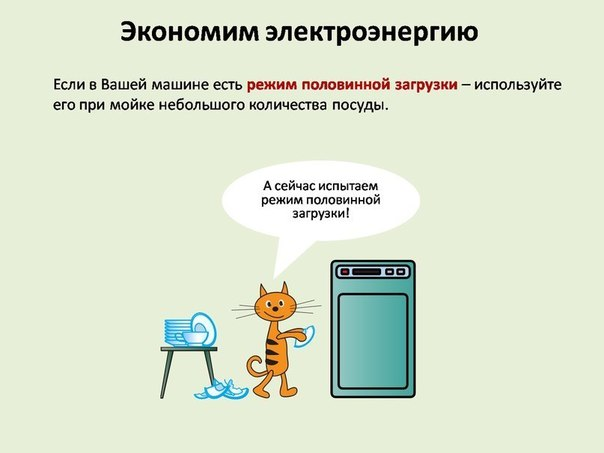 Экономим электроэнергию
Если в Вашей машине есть режим половинной загрузки – используйте
его при мойке небольшого количества посуды.
А сейчас испытаем
режим половинной
загрузки!